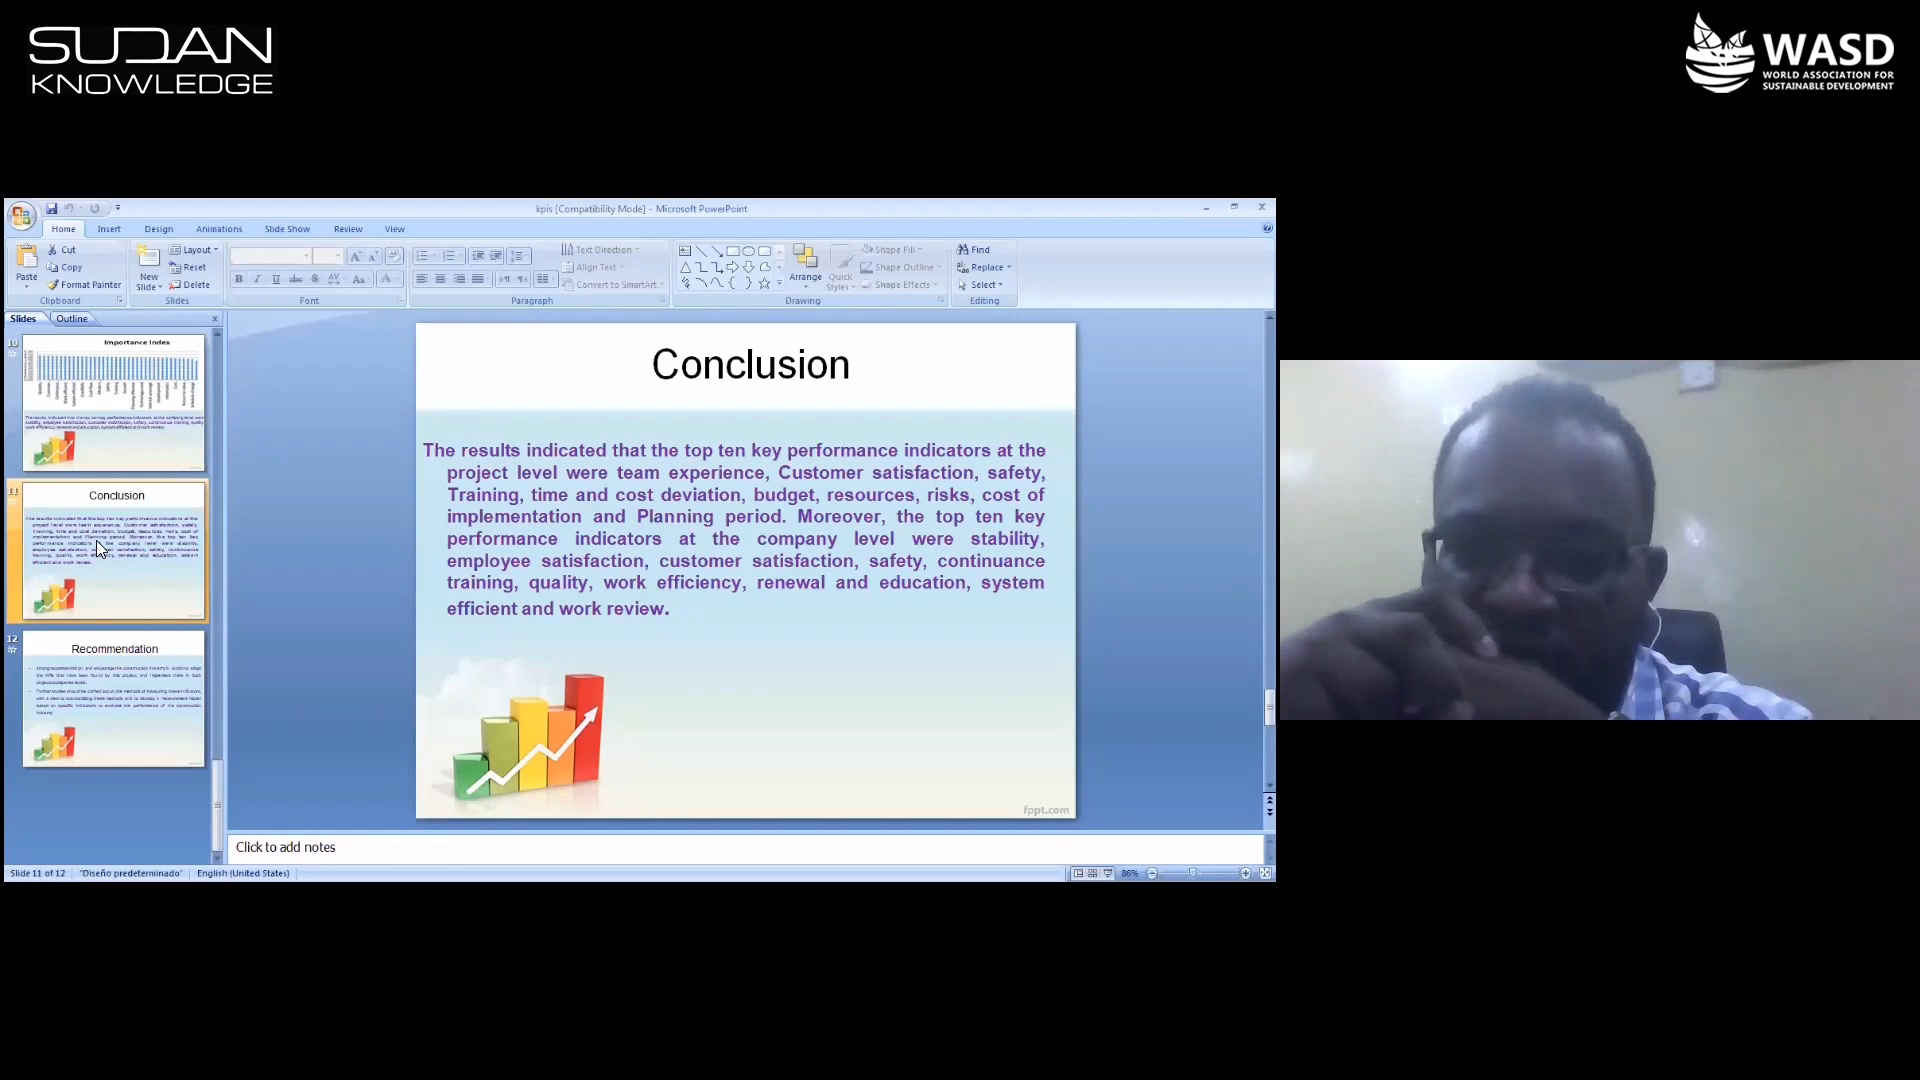 SUDAN
KNOWLEDGE
WASD
WORLD ASSOCIATION FOR
SUSTAINABLE DEVELOPMENT
kpis [Compatibility Mode] - Microsoft PowerPoint
Home Insert Design Animations Slide Show Review View
Cut
Copy
Format Painter
Paste
Clipboard
New
Slide
Layout
Reset
Delete
Slides
Font
Text Direction
Align Text
Convert to SmartArt
Paragraph
Arrange
Quick
Styles
Shape Fill
Shape Outline
Shape Effects
Drawing
Find
Replace
Select
Editing
Slides Outline
10
Importance Index
11
Conclusion
12
Recommendation
Conclusion
The results indicated that the top ten key performance indicators at the
project level were team experience, Customer satisfaction, safety,
Training, time and cost deviation, budget, resources, risks, cost of
implementation and Planning period. Moreover, the top ten key
performance indicators at the company level were stability,
employee satisfaction, customer satisfaction, safety, continuance
training, quality, work efficiency, renewal and education, system
efficient and work review.
fppt.com
Click to add notes
Slide 11 of 12 "Diseño predeterminado" English (United States) 86%